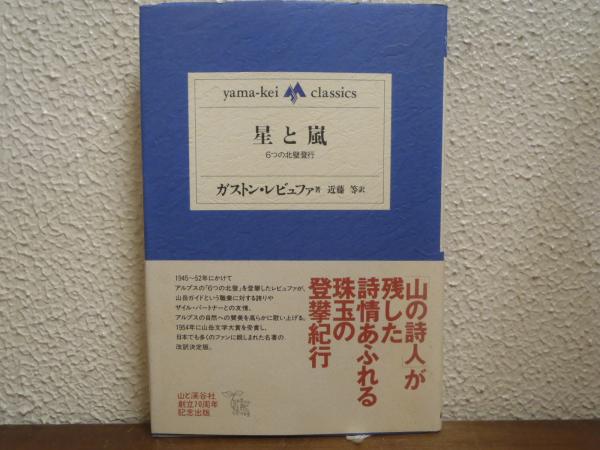 yama-kei classics
星と嵐
6つの北壁登行
ガストン・レビュファ著 近藤 等訳
「山の詩人」が
残した
詩情あふれる
珠玉の
登攀紀行
1945〜52年にかけて
アルプスの「6つの北壁」を登攀したレビュファが、
山岳ガイドという職業に対する誇りや
ザイル・パートナーとの友情、
アルプスの自然への賛美を高らかに歌い上げる。
1954年に山岳文学大賞を受賞し、
日本でも多くのファンに親しまれた名著の
改訳決定版。
山と溪谷社
創立70周年
記念出版